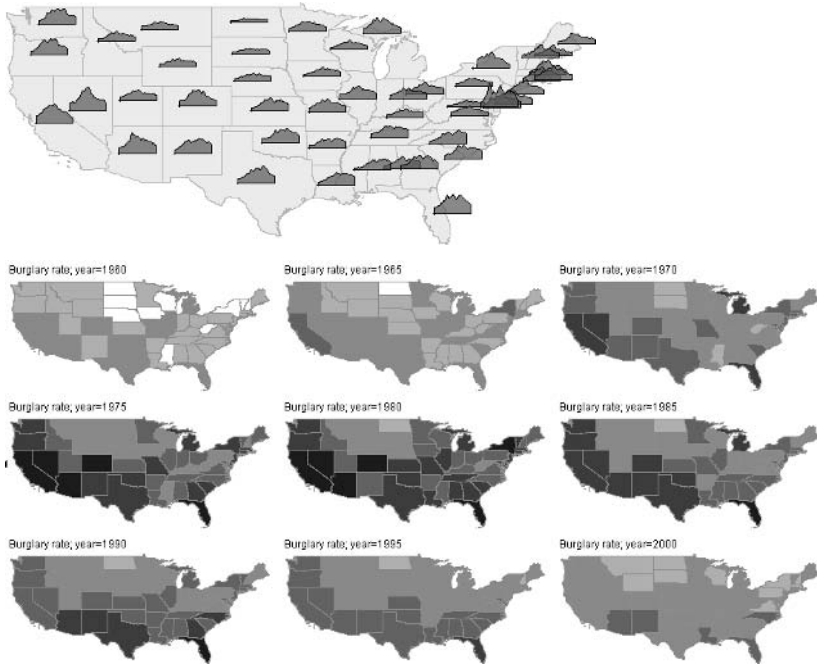 Burglary rate; year=1960
Burglary rate; year=1965
Burglary rate; year=1970
Burglary rate; year=1975
Burglary rate; year=1980
Burglary rate; year=1985
Burglary rate; year=1990
Burglary rate; year=1995
Burglary rate; year=2000